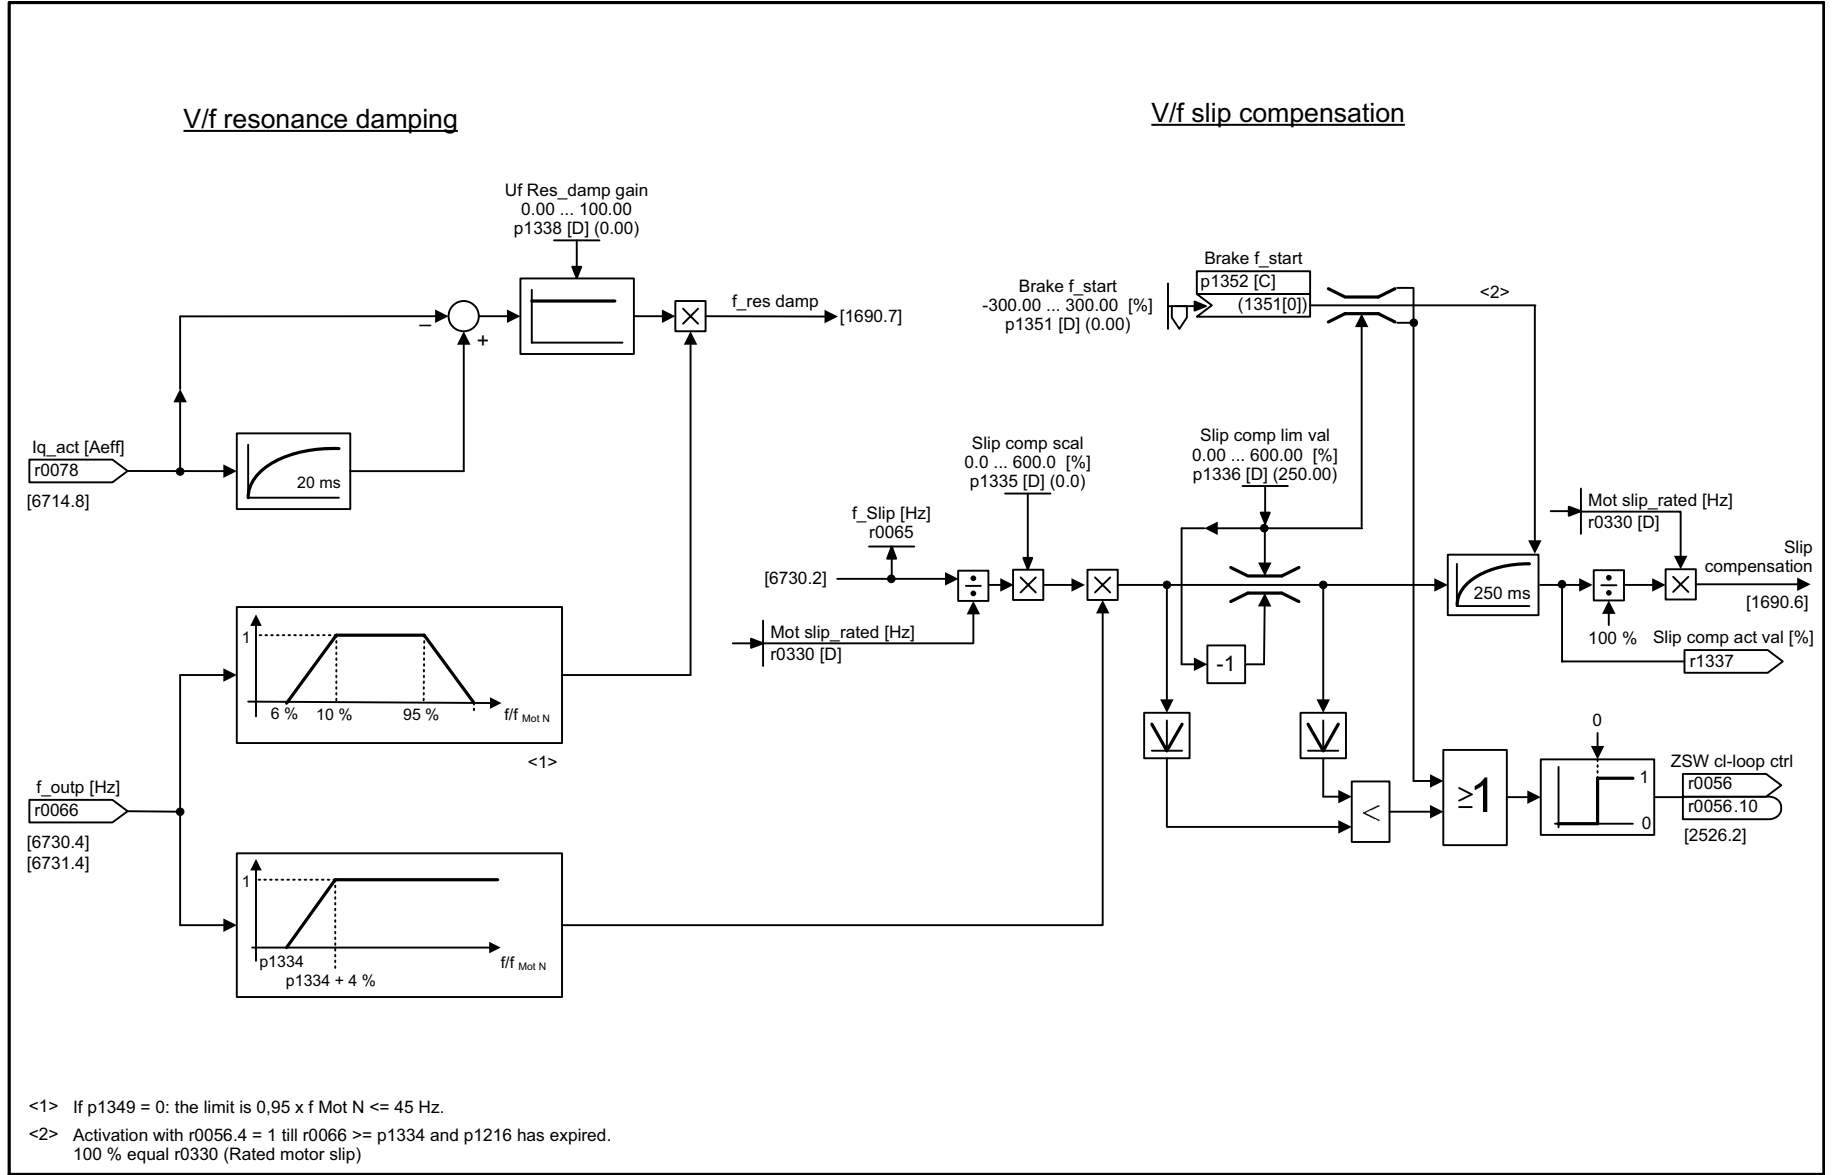 V/f resonance damping
V/f slip compensation
Uf Res_damp gain
0.00 ... 100.00
p1338 [D] (0.00)
f_res damp
[1690.7]
–
+
Iq_act [Aeff]
r0078
[6714.8]
20 ms
1
6 %
10 %
95 %
f/f Mot N
<1>
f_outp [Hz]
r0066
[6730.4]
[6731.4]
1
p1334
p1334 + 4 %
f/f Mot N
Brake f_start
-300.00 ... 300.00 [%]
p1351 [D] (0.00)
Brake f_start
p1352 [C]
(1351[0])
<2>
Slip comp scal
0.0 ... 600.0 [%]
p1335 [D] (0.0)
Slip comp lim val
0.00 ... 600.00 [%]
p1336 [D] (250.00)
f_Slip [Hz]
r0065
[6730.2]
÷
×
×
×
Mot slip_rated [Hz]
r0330 [D]
-1
250 ms
÷
100 %
×
Mot slip_rated [Hz]
r0330 [D]
Slip
compensation
[1690.6]
Slip comp act val [%]
r1337
<
≥1
0
1
0
ZSW cl-loop ctrl
r0056
r0056.10
[2526.2]
<1> If p1349 = 0: the limit is 0,95 x f Mot N <= 45 Hz.
<2> Activation with r0056.4 = 1 till r0066 >= p1334 and p1216 has expired.
100 % equal r0330 (Rated motor slip)